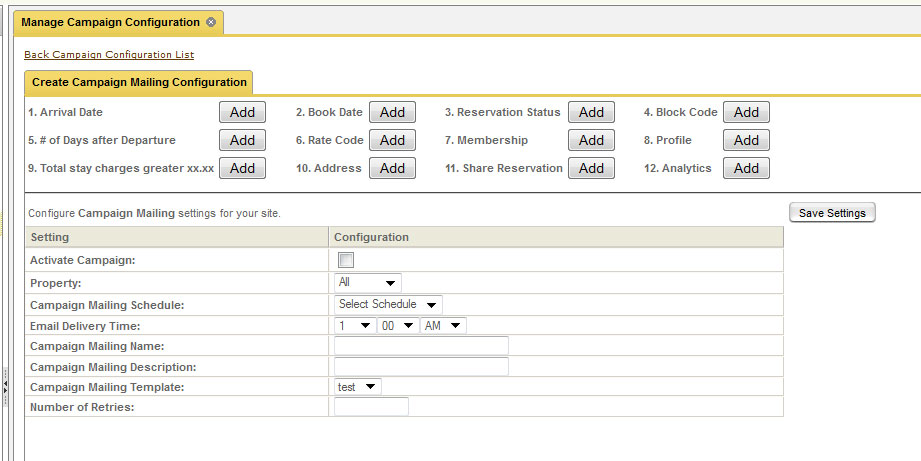 Manage Campaign Configuration
Back Campaign Configuration List
Create Campaign Mailing Configuration
1. Arrival Date Add 2. Book Date Add 3. Reservation Status Add 4. Block Code Add
5. # of Days after Departure Add 6. Rate Code Add 7. Membership Add 8. Profile Add
9. Total stay charges greater xx.xx Add 10. Address Add 11. Share Reservation Add 12. Analytics Add
Configure Campaign Mailing settings for your site. Save Settings
Setting Configuration
Activate Campaign:
Property: All
Campaign Mailing Schedule: Select Schedule
Email Delivery Time: 1 00 AM
Campaign Mailing Name:
Campaign Mailing Description:
Campaign Mailing Template: test
Number of Retries: